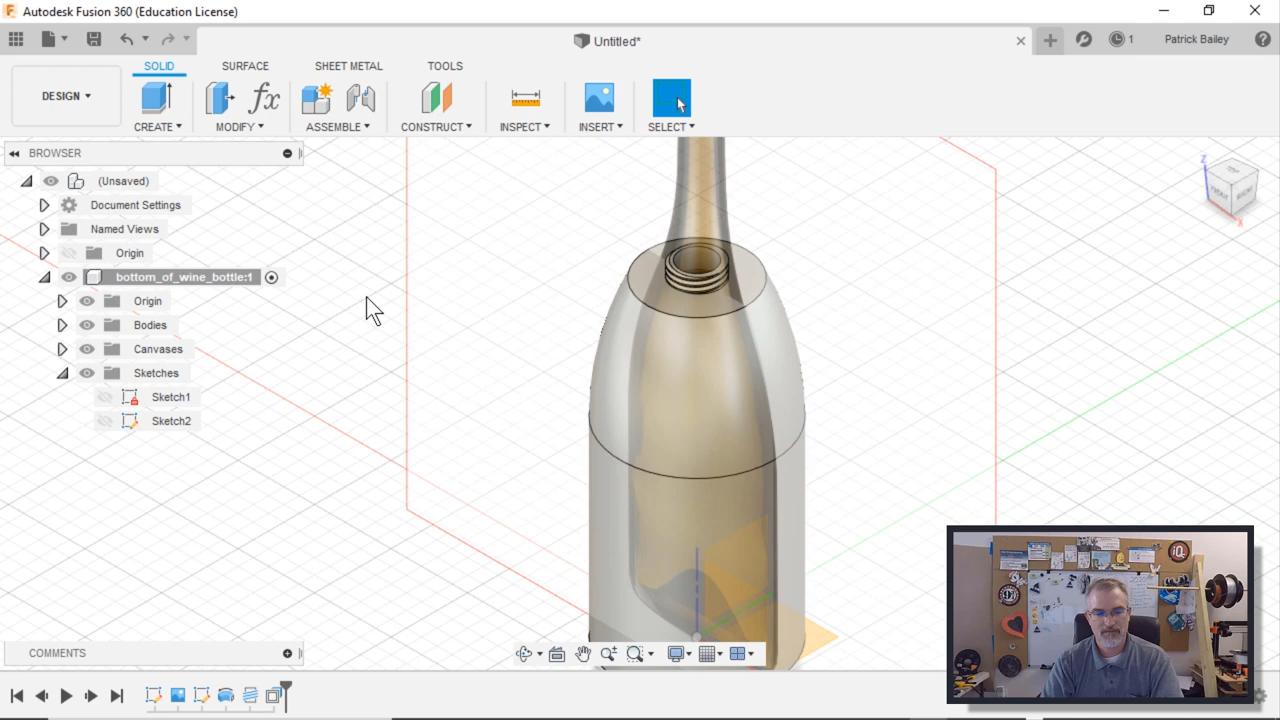 Autodesk Fusion 360 (Education License)
Untitled*
1
Patrick Bailey
DESIGN
SOLID
SURFACE
SHEET METAL
TOOLS
CREATE
MODIFY
ASSEMBLE
CONSTRUCT
INSPECT
INSERT
SELECT
BROWSER
(Unsaved)
Document Settings
Named Views
Origin
bottom_of_wine_bottle:1
Origin
Bodies
Canvases
Sketches
Sketch1
Sketch2
Z
X
COMMENTS
iQ